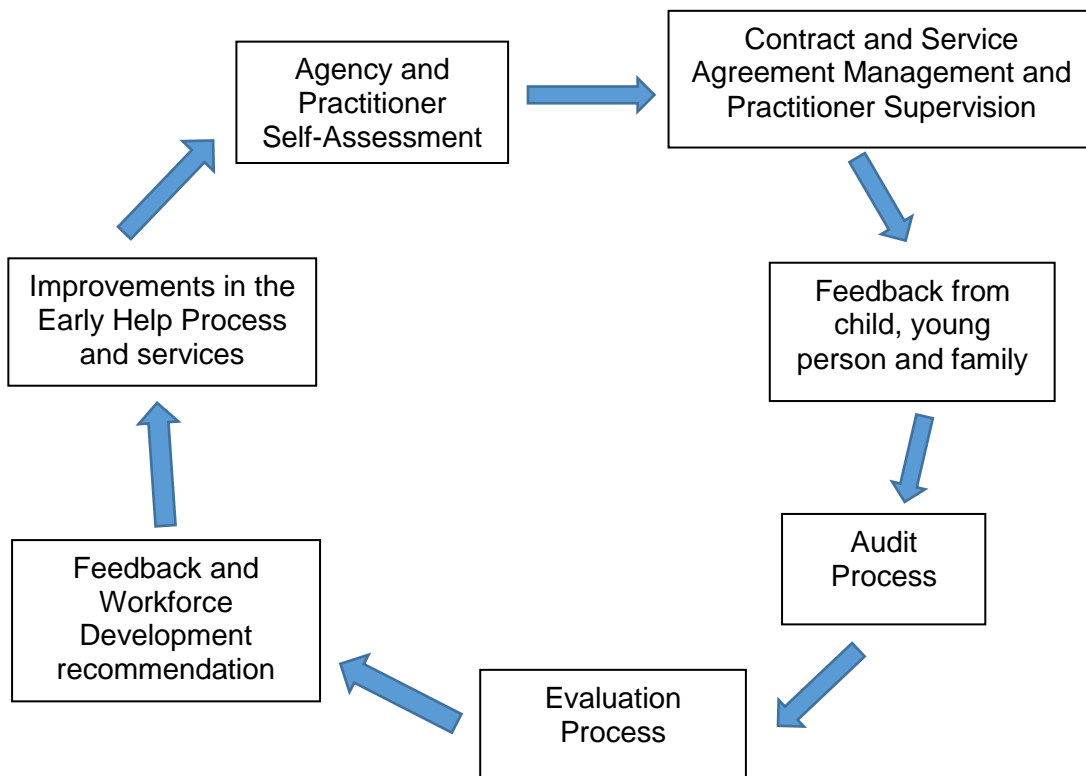 Agency and
Practitioner
Self-Assessment
Contract and Service
Agreement Management and
Practitioner Supervision
Feedback from
child, young
person and family
Audit
Process
Evaluation
Process
Feedback and
Workforce
Development
recommendation
Improvements in the
Early Help Process
and services